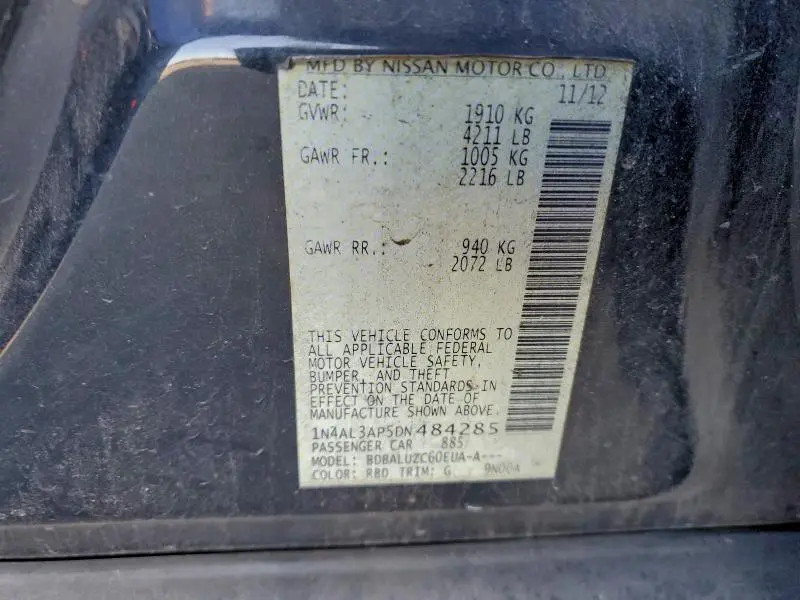 MFD BY NISSAN MOTOR CO., LTD.
DATE: 11/12
GVWR: 1910 KG
4211 LB
GAWR FR.: 1005 KG
2216 LB
GAWR RR.: 940 KG
2072 LB
THIS VEHICLE CONFORMS TO
ALL APPLICABLE FEDERAL
MOTOR VEHICLE SAFETY,
BUMPER, AND THEFT
PREVENTION STANDARDS IN
EFFECT ON THE DATE OF
MANUFACTURE SHOWN ABOVE.
1N4AL3AP5DN484285
PASSENGER CAR 885
MODEL: BDBALUZC60EUA-A---
COLOR: RBD TRIM: G 9N00A